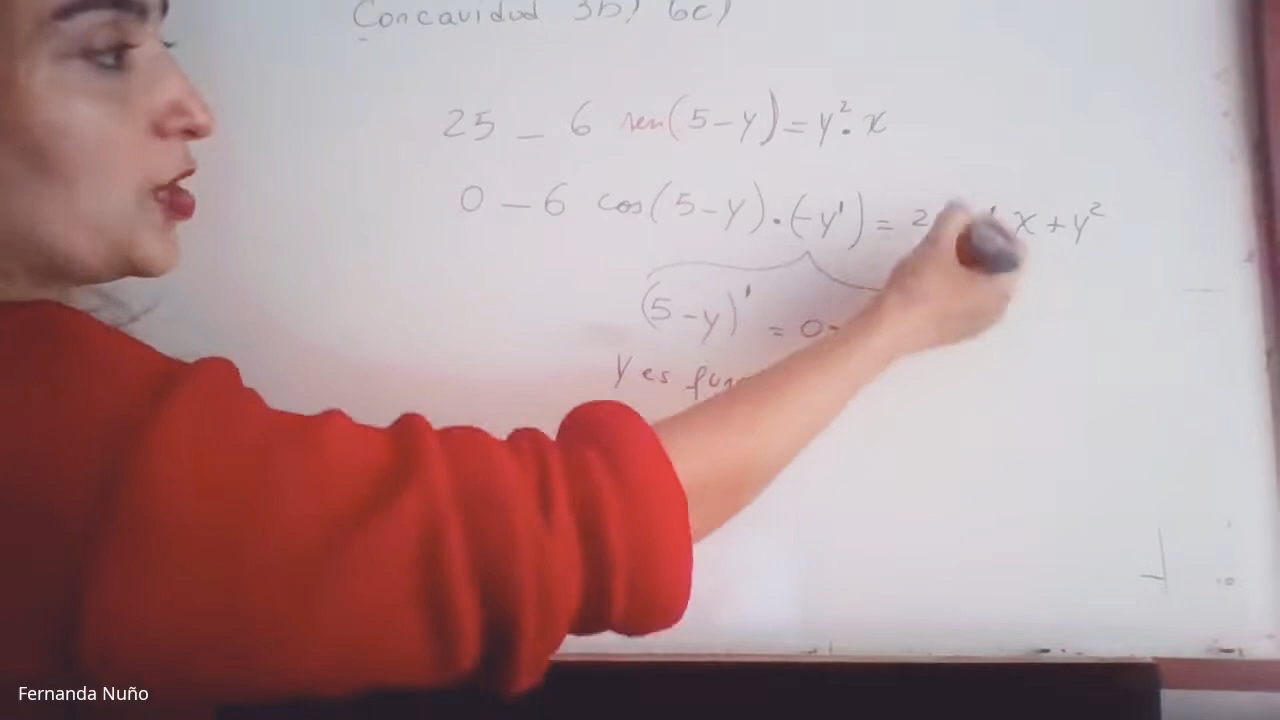 Concavidad 3b) 6c)
25 - 6 sen(5-y) = y². x
0 - 6 cos(5-y).(-y') = 2 ' x + y²
(5-y)' = 0-
y es
Fernanda Nuño